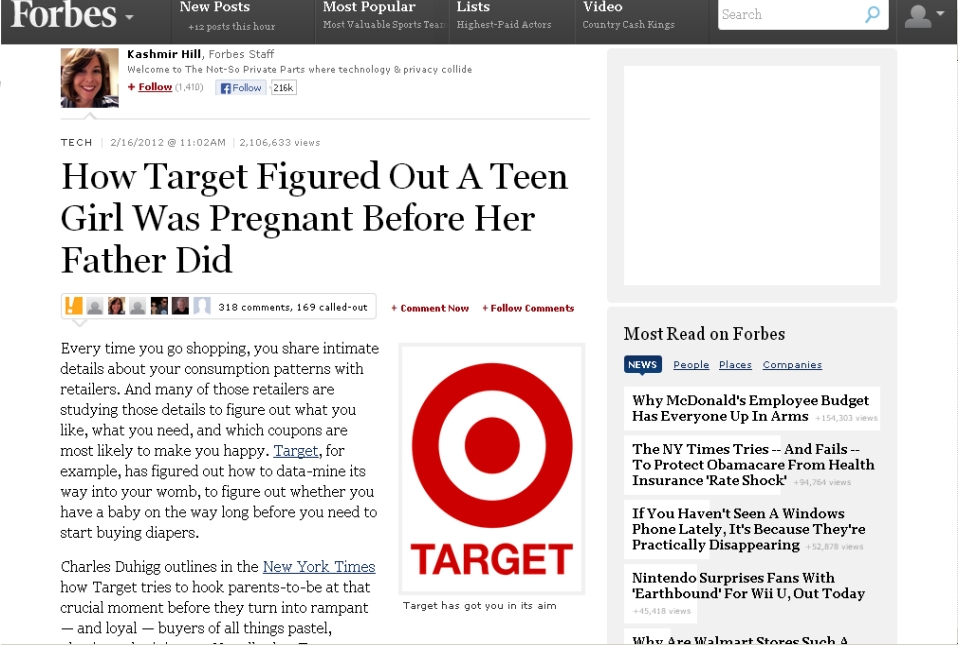 Forbes
New Posts
+12 posts this hour
Most Popular
Most Valuable Sports Tea
Lists
Highest-Paid Actors
Video
Country Cash Kings
Search
Kashmir Hill, Forbes Staff
Welcome to The Not-So Private Parts where technology & privacy collide
+ Follow (1,410)
Follow
216k
TECH | 2/16/2012 @ 11:02AM | 2,106,633 views
How Target Figured Out A Teen
Girl Was Pregnant Before Her
Father Did
318 comments, 169 called-out
+ Comment Now
+ Follow Comments
Every time you go shopping, you share intimate
details about your consumption patterns with
retailers. And many of those retailers are
studying those details to figure out what you
like, what you need, and which coupons are
most likely to make you happy. Target, for
example, has figured out how to data-mine its
way into your womb, to figure out whether you
have a baby on the way long before you need to
start buying diapers.
Charles Duhigg outlines in the New York Times
how Target tries to hook parents-to-be at that
crucial moment before they turn into rampant
— and loyal — buyers of all things pastel,
TARGET
Target has got you in its aim
Most Read on Forbes
NEWS
People
Places
Companies
Why McDonald's Employee Budget
Has Everyone Up In Arms +154,303 views
The NY Times Tries -- And Fails --
To Protect Obamacare From Health
Insurance 'Rate Shock' +94,764 views
If You Haven't Seen A Windows
Phone Lately, It's Because They're
Practically Disappearing +52,878 views
Nintendo Surprises Fans With
'Earthbound' For Wii U, Out Today
+45,418 views
Why Are Walmart Stores Such A